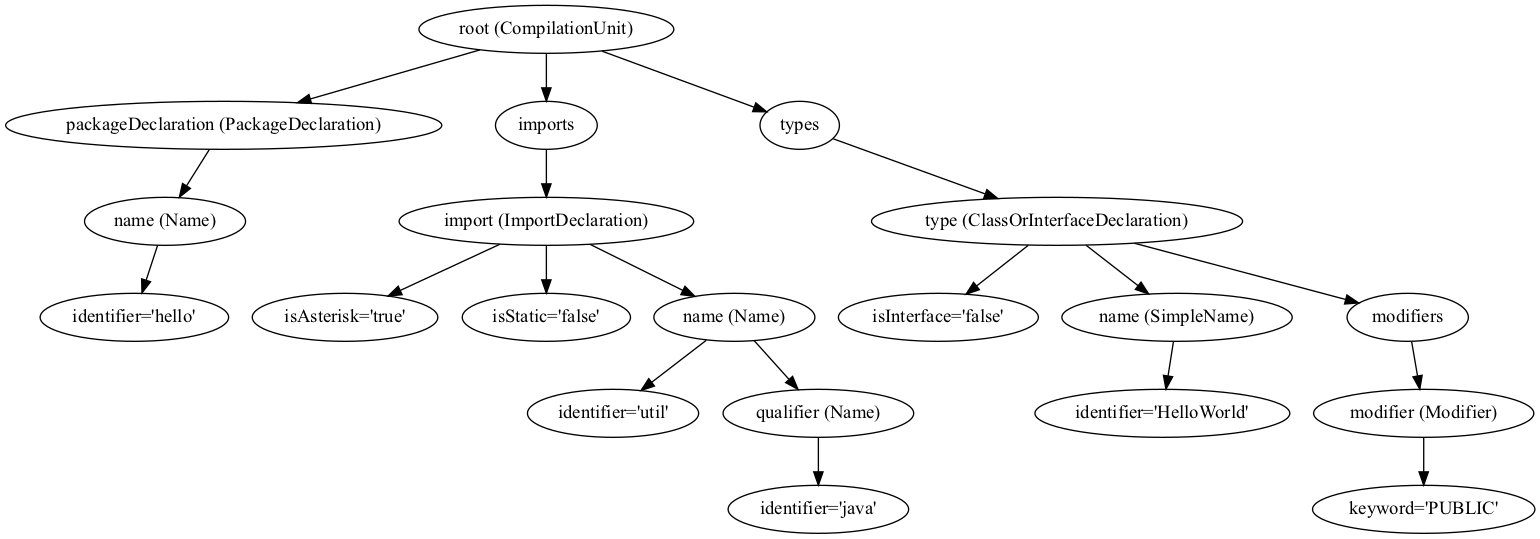 root (CompilationUnit)
packageDeclaration (PackageDeclaration)
imports
types
name (Name)
import (ImportDeclaration)
type (ClassOrInterfaceDeclaration)
identifier='hello'
isAsterisk='true'
isStatic='false'
name (Name)
isInterface='false'
name (SimpleName)
modifiers
identifier='util'
qualifier (Name)
identifier='HelloWorld'
modifier (Modifier)
identifier='java'
keyword='PUBLIC'